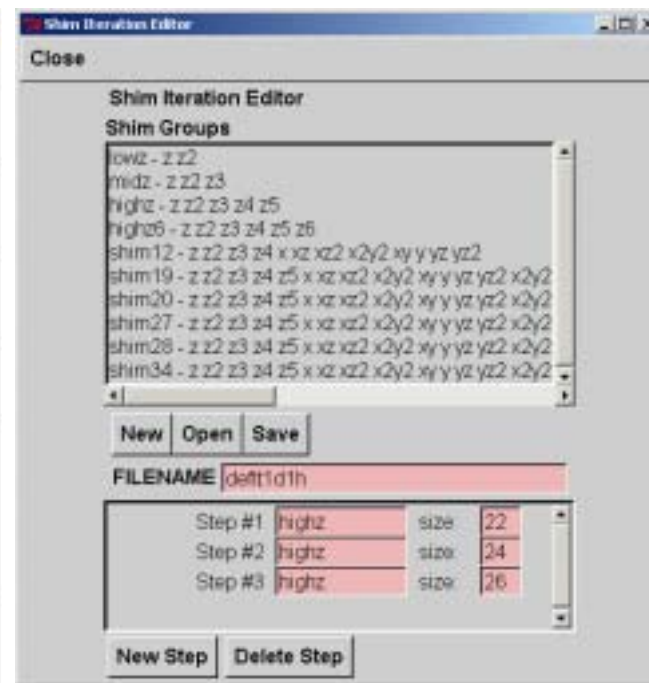 Shim Iteration Editor
Close
Shim Iteration Editor
Shim Groups
lowz - z z2
midz - z z2 z3
highz - z z2 z3 z4 z5
highz6 - z z2 z3 z4 z5 z6
shim12 - z z2 z3 z4 x xz xz2 x2y2 xy y yz yz2
shim19 - z z2 z3 z4 z5 x xz xz2 x2y2 xy y yz yz2 x2y2
shim20 - z z2 z3 z4 z5 x xz xz2 x2y2 xy y yz yz2 x2y2
shim27 - z z2 z3 z4 z5 x xz xz2 x2y2 xy y yz yz2 x2y2
shim28 - z z2 z3 z4 z5 x xz xz2 x2y2 xy y yz yz2 x2y2
shim34 - z z2 z3 z4 z5 x xz xz2 x2y2 xy y yz yz2 x2y2
New Open Save
FILENAME defit1d1h
Step #1 highz size: 22
Step #2 highz size: 24
Step #3 highz size: 26
New Step Delete Step